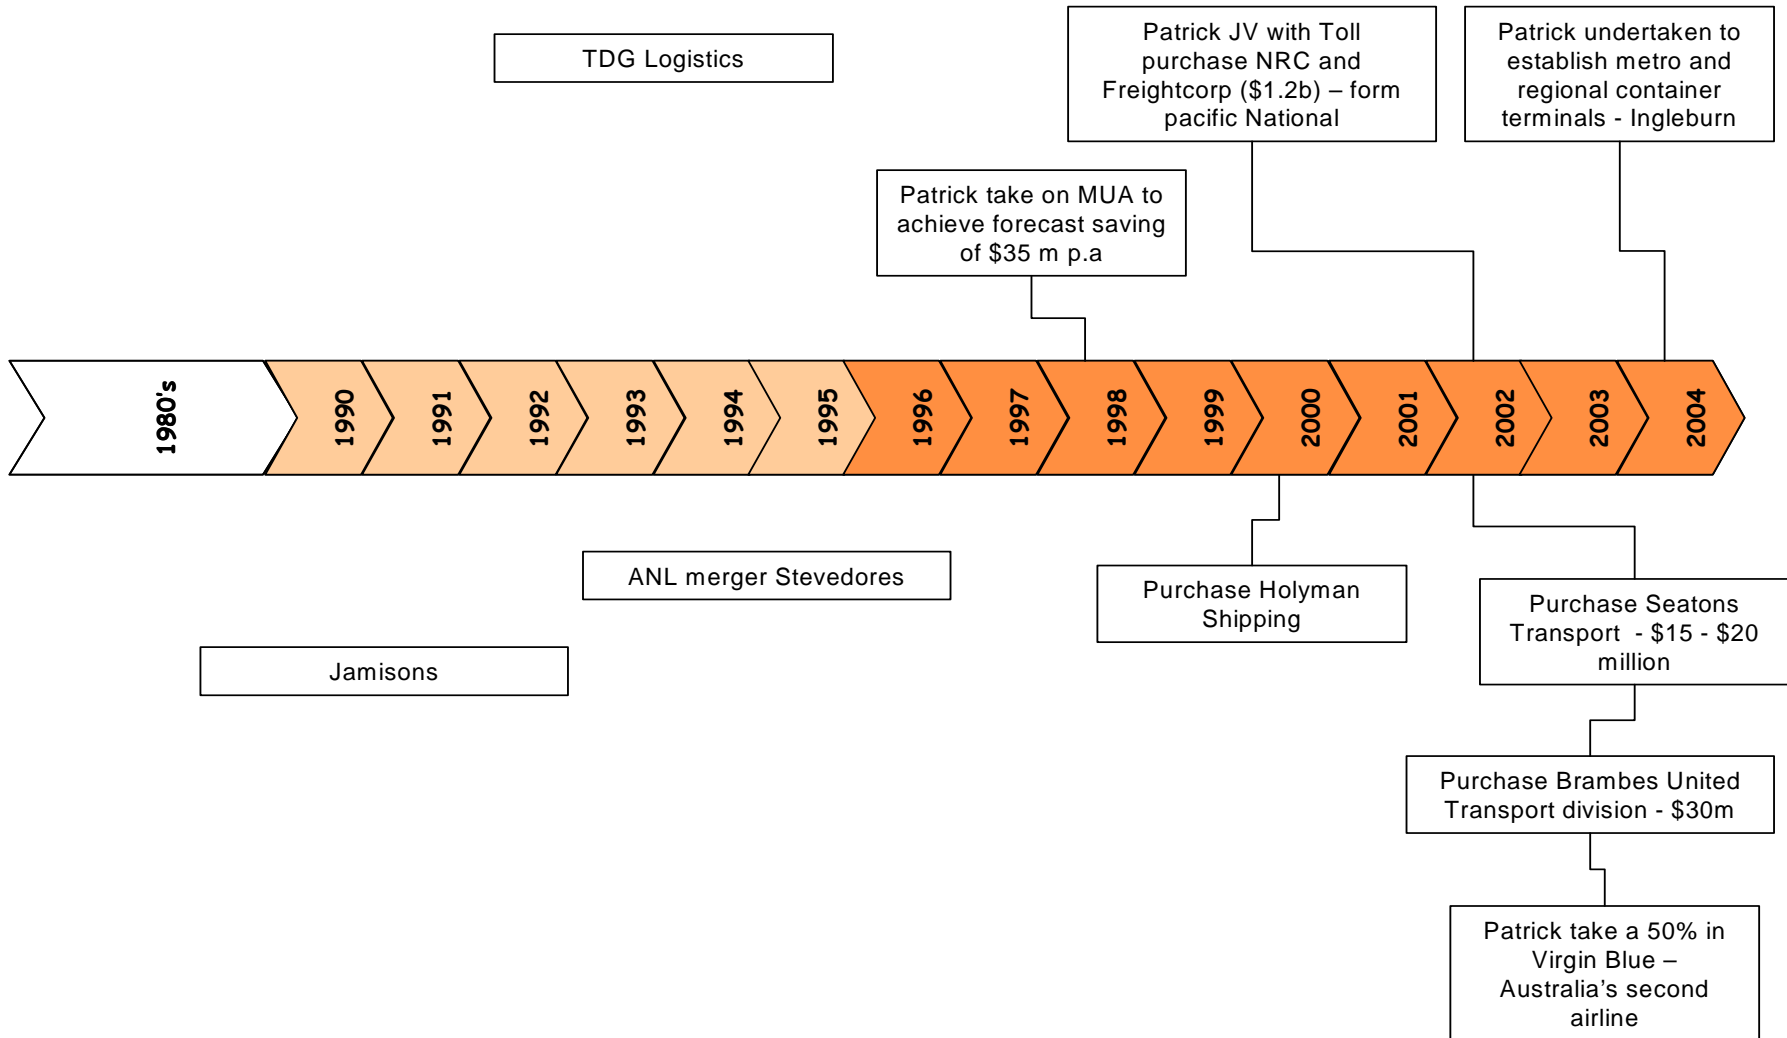 TDG Logistics
Patrick JV with Toll
purchase NRC and
Freightcorp ($1.2b) – form
pacific National
Patrick undertaken to
establish metro and
regional container
terminals - Ingleburn
Patrick take on MUA to
achieve forecast saving
of $35 m p.a
1980's
1990
1991
1992
1993
1994
1995
1996
1997
1998
1999
2000
2001
2002
2003
2004
ANL merger Stevedores
Jamisons
Purchase Holyman
Shipping
Purchase Seatons
Transport - $15 - $20
million
Purchase Brambes United
Transport division - $30m
Patrick take a 50% in
Virgin Blue –
Australia’s second
airline